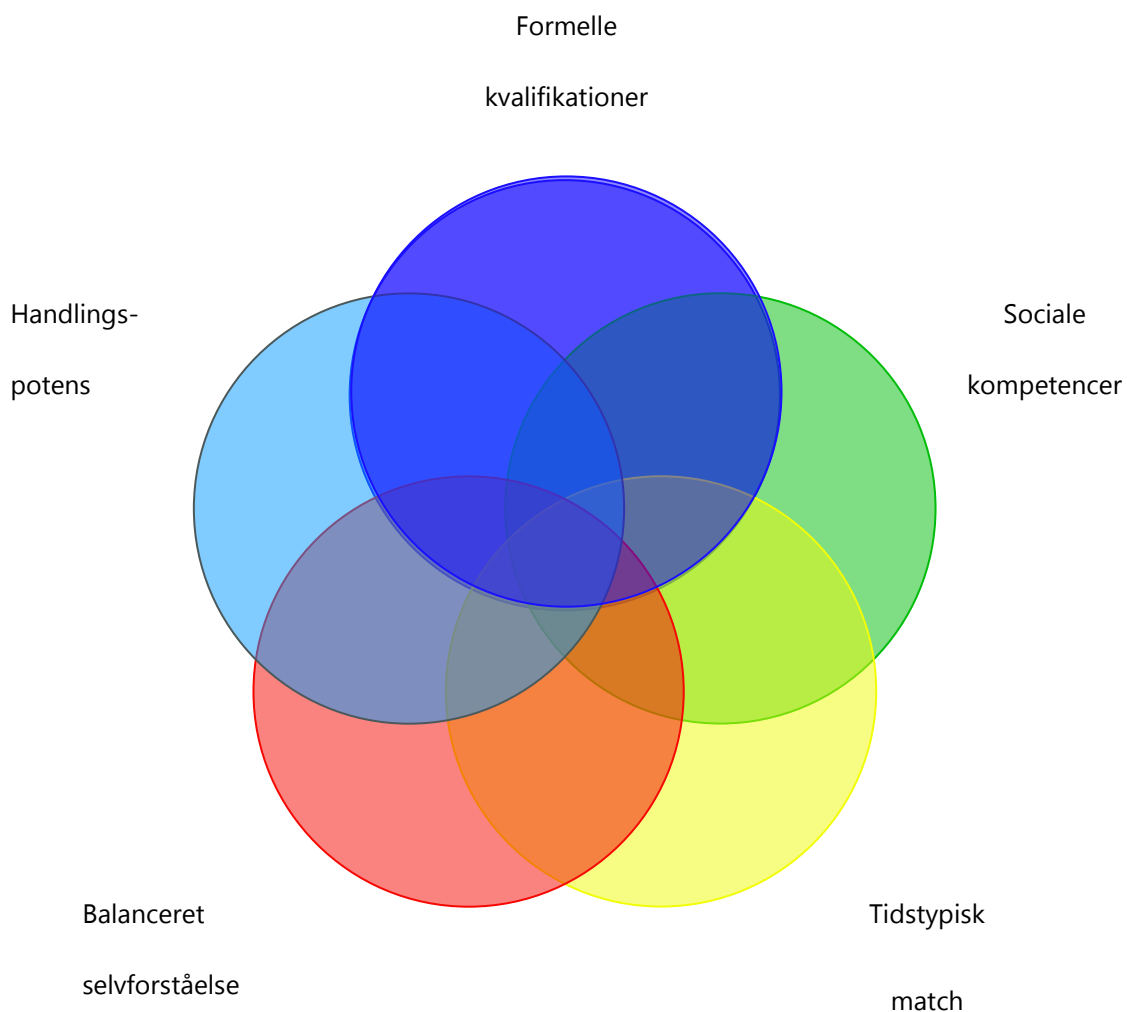 Formelle
kvalifikationer
Handlings-
potens
Sociale
kompetencer
Balanceret
selvforståelse
Tidstypisk
match